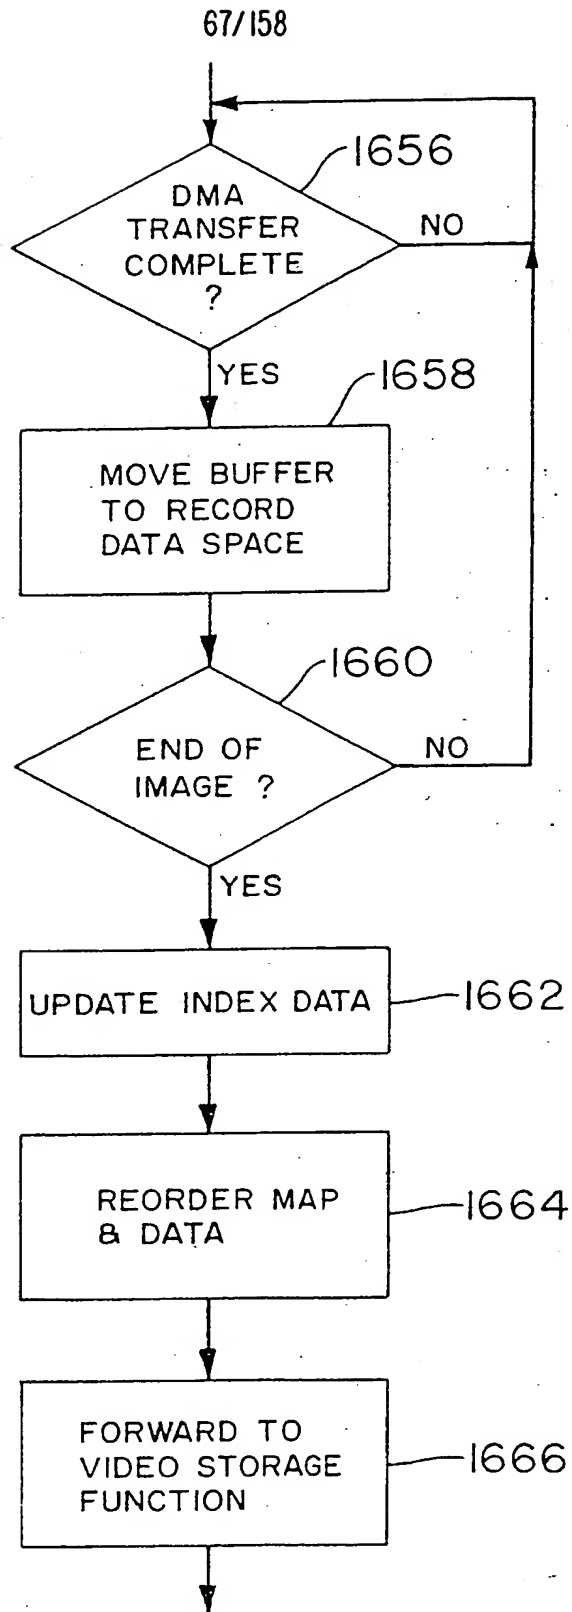 67/158
1656
DMA
TRANSFER
COMPLETE
?
NO
YES
1658
MOVE BUFFER
TO RECORD
DATA SPACE
1660
END OF
IMAGE ?
NO
YES
UPDATE INDEX DATA
1662
REORDER MAP
& DATA
1664
FORWARD TO
VIDEO STORAGE
FUNCTION
1666